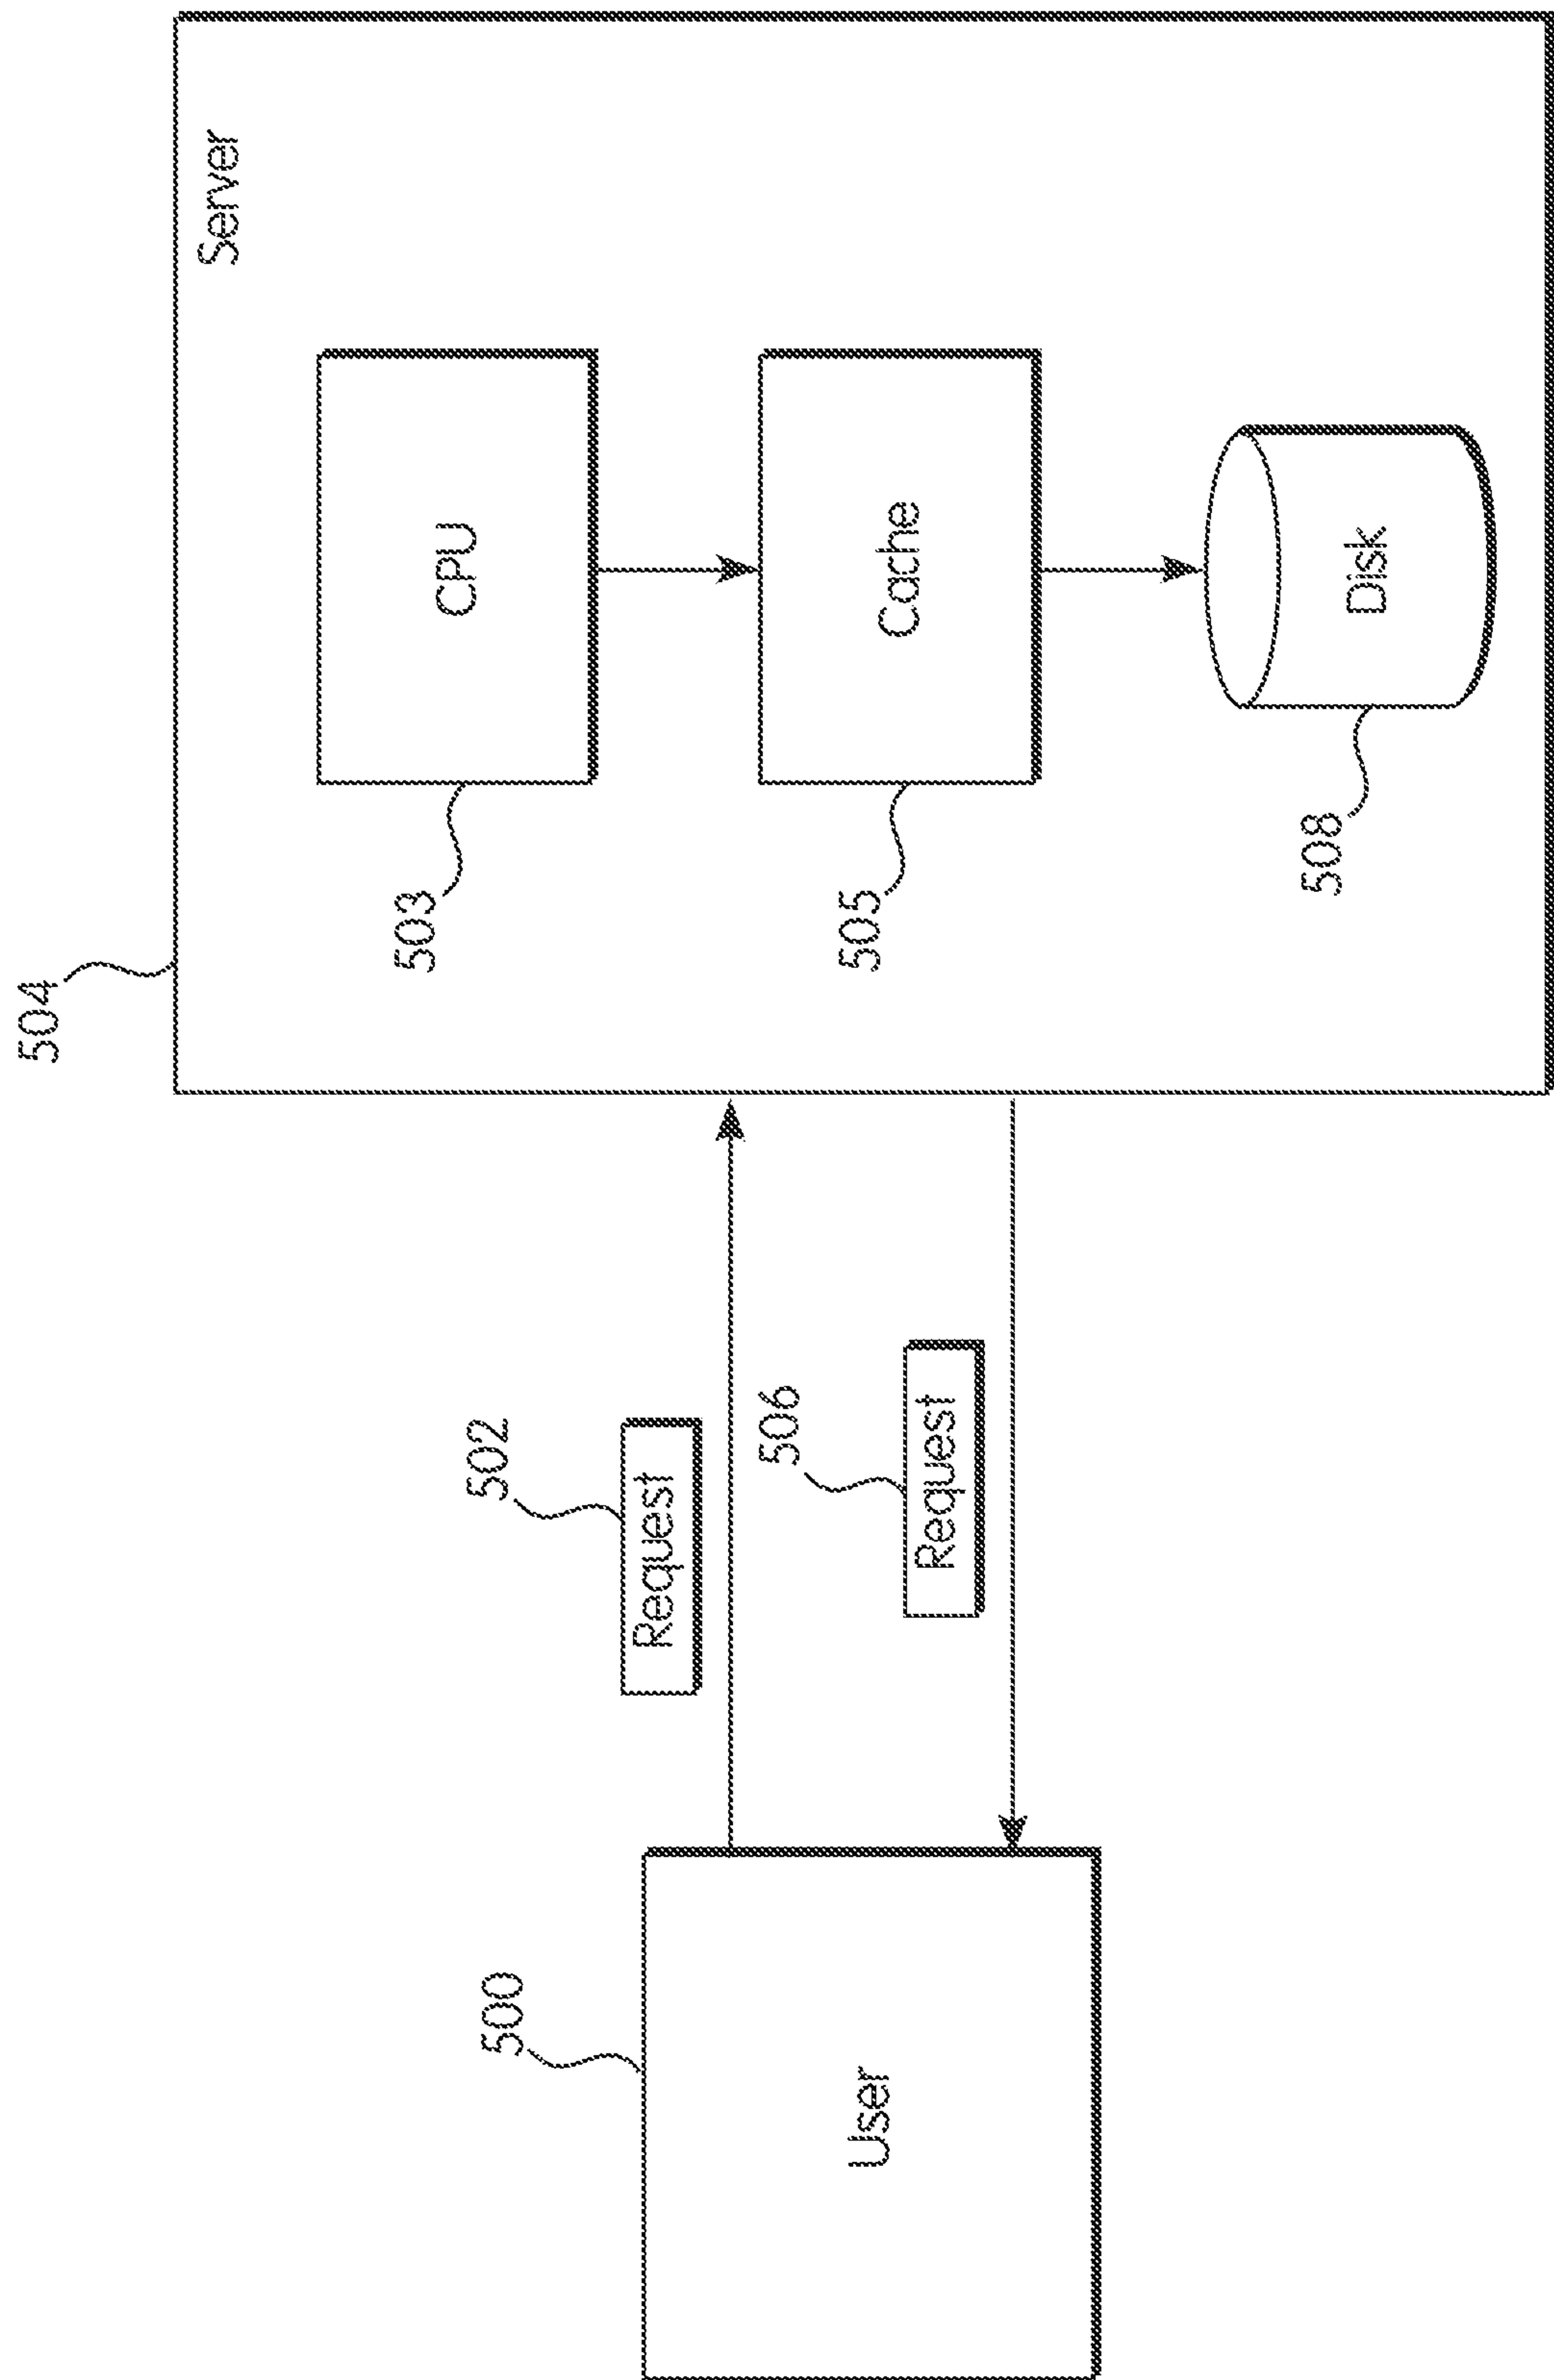 504
Server
503
CPU
502
Request
500
User
506
Request
505
Cache
508
Disk